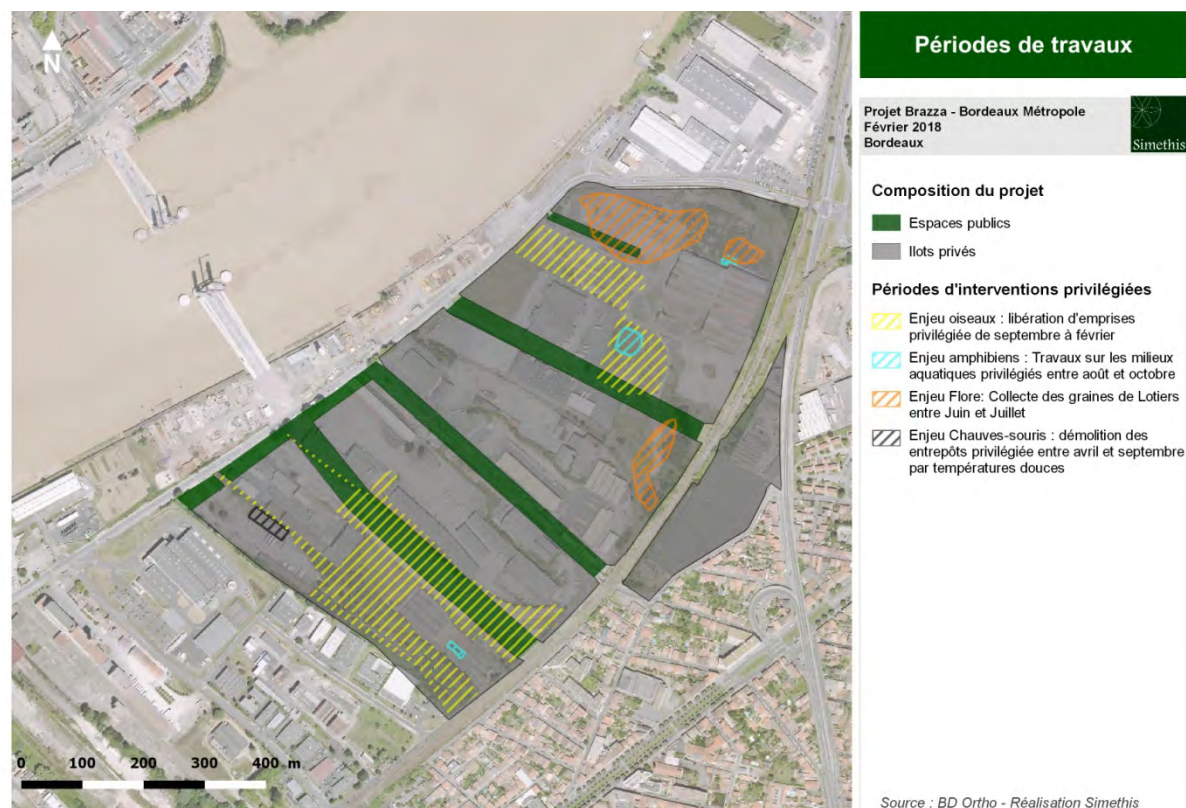 N
0 100 200 300 400 m
Périodes de travaux
Projet Brazza - Bordeaux Métropole
Février 2018
Bordeaux
Simethis
Composition du projet
Espaces publics
Ilots privés
Périodes d'interventions privilégiées
Enjeu oiseaux : libération d'emprises
privilégiée de septembre à février
Enjeu amphibiens : Travaux sur les milieux
aquatiques privilégiés entre août et octobre
Enjeu Flore: Collecte des graines de Lotiers
entre Juin et Juillet
Enjeu Chauves-souris : démolition des
entrepôts privilégiée entre avril et septembre
par températures douces
Source : BD Ortho - Réalisation Simethis